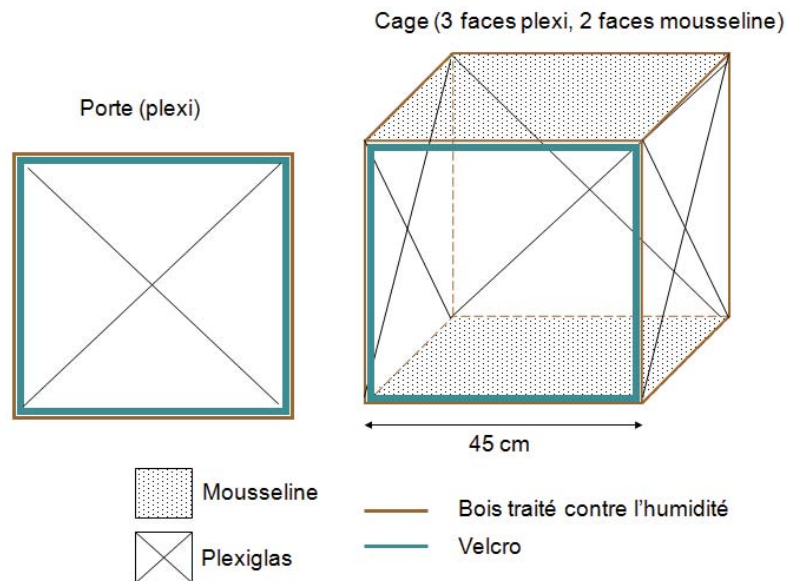 Cage (3 faces plexi, 2 faces mousseline)
Porte (plexi)
45 cm
Mousseline
Plexiglas
Bois traité contre l'humidité
Velcro